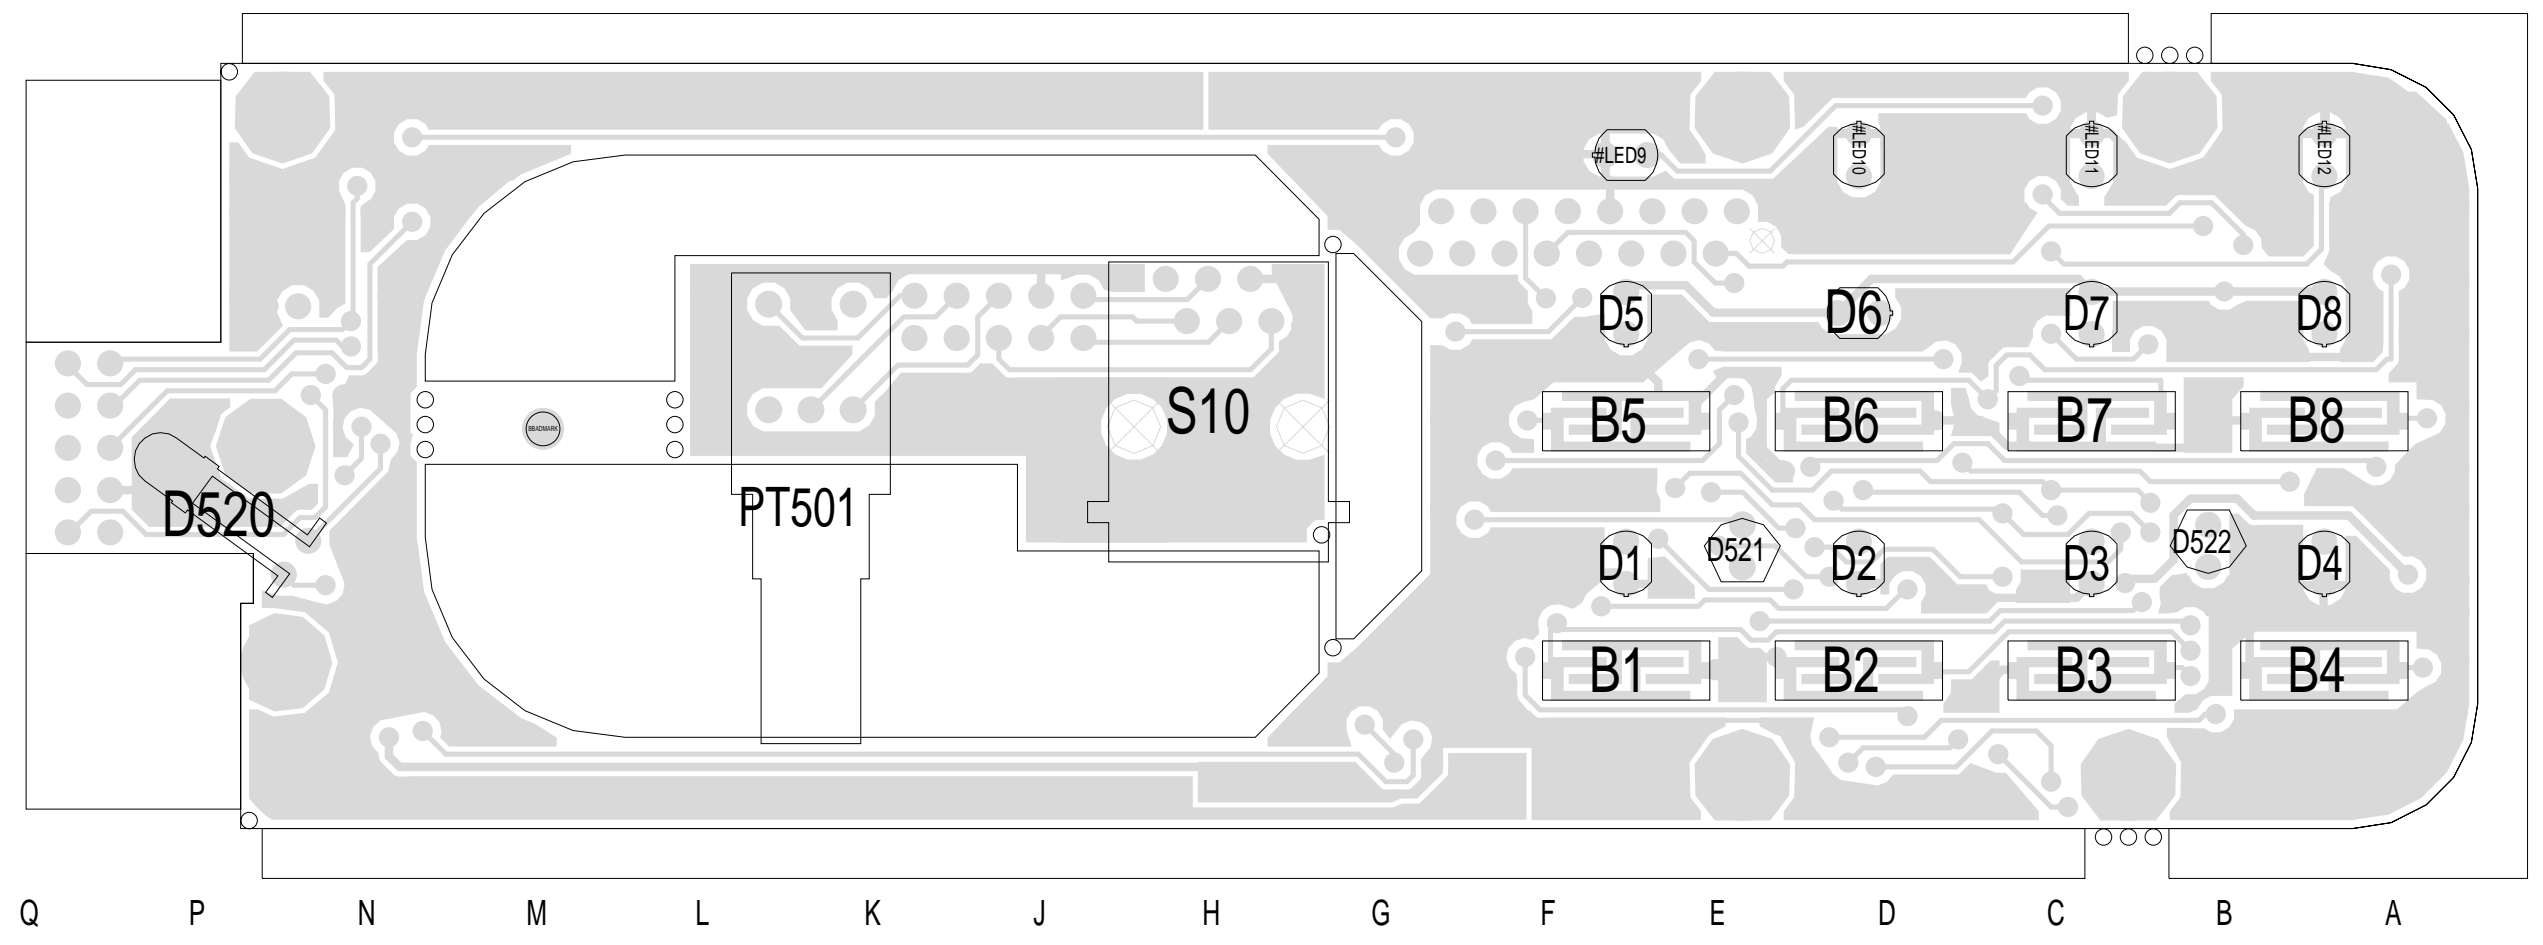 #LED9 #LED10 #LED11 #LED12
D5 D6 D7 D8
S10
B5 B6 B7 B8
BBADMARK
D520 PT501
D521 D522
D1 D2 D3 D4
B1 B2 B3 B4
Q P N M L K J H G F E D C B A